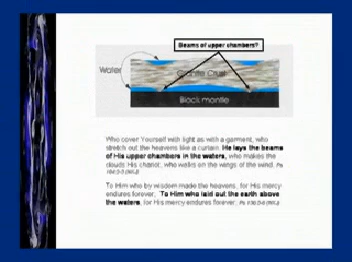 Beams of upper chambers?
Water
Granite Crust
Black mantle
Who cover Yourself with light as with a garment, who
stretch out the heavens like a curtain. He lays the beams
of His upper chambers in the waters, who makes the
clouds His chariot, who walks on the wings of the wind. Ps
To Him who by wisdom made the heavens, for His mercy
endures forever; To Him who laid out the earth above
the waters, for His mercy endures forever. Ps